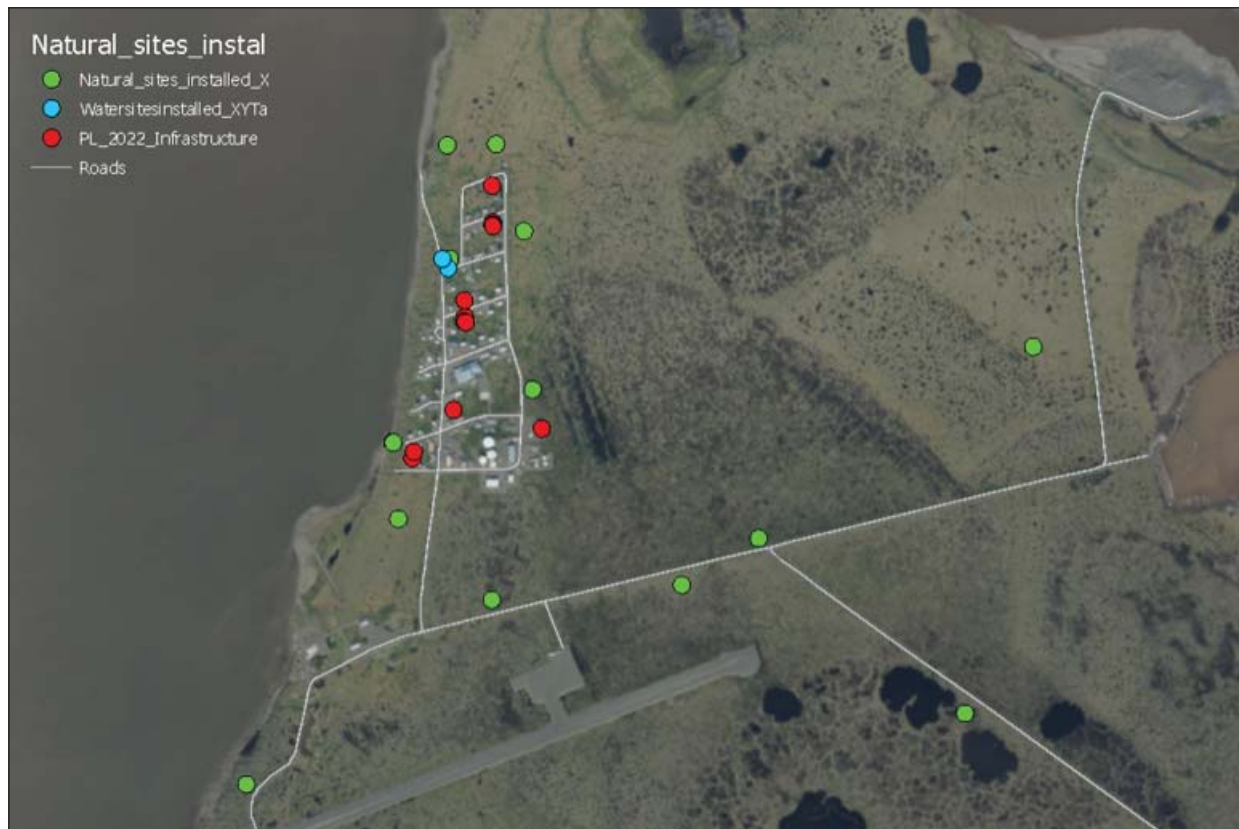 Natural_sites_instal
Natural_sites_installed_X
Watersitesinstalled_XYTa
PL_2022_Infrastructure
Roads